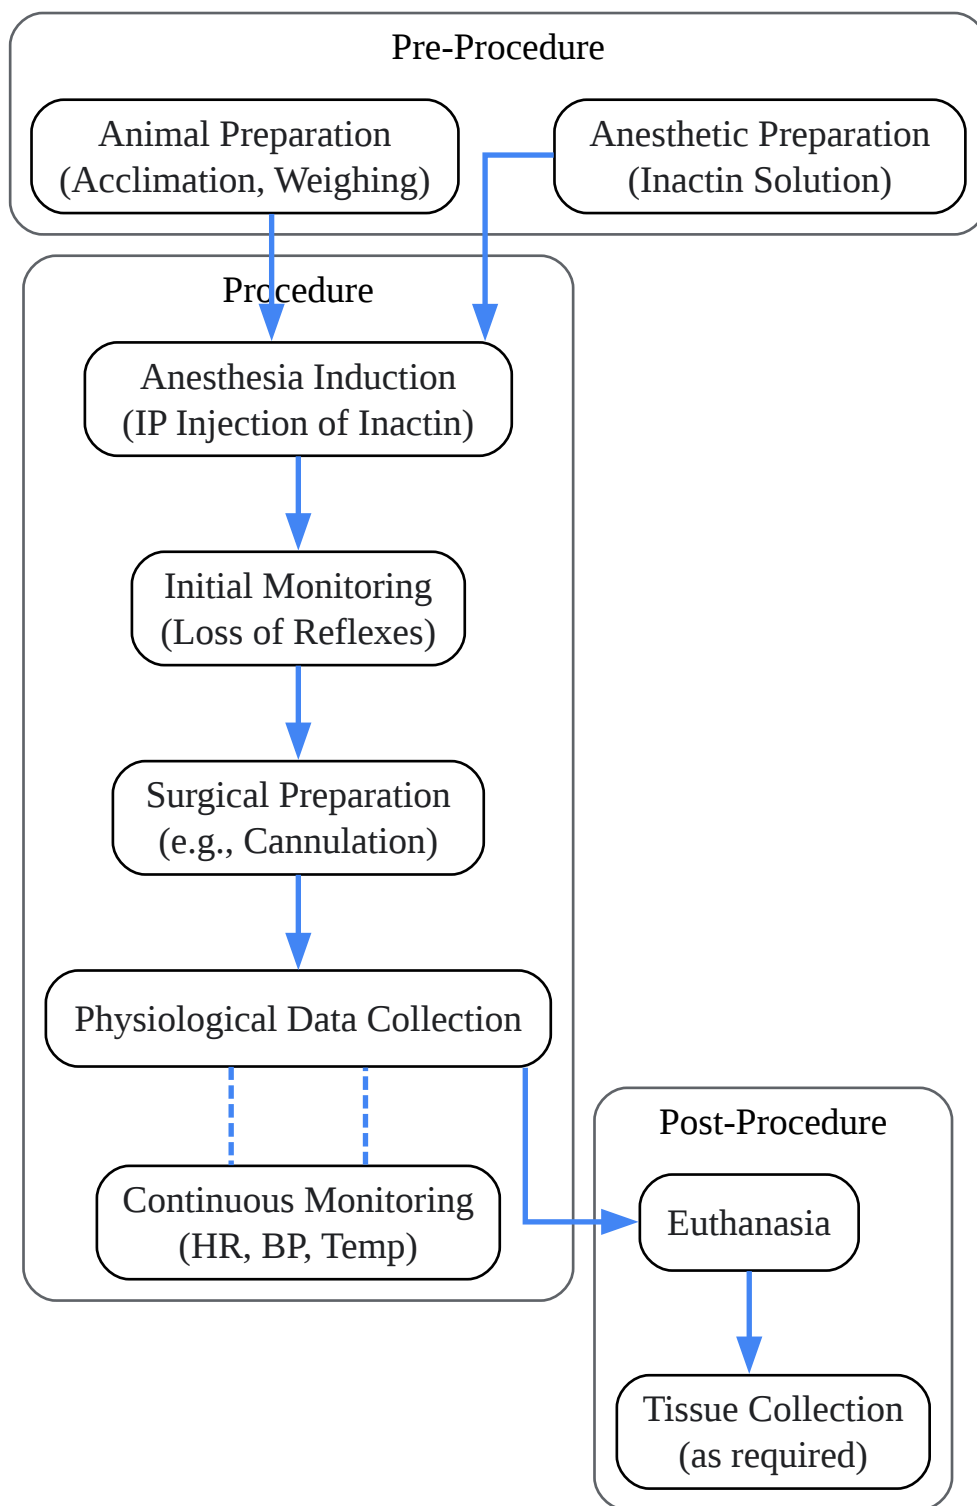 Pre-Procedure
Animal Preparation
(Acclimation, Weighing)
Anesthetic Preparation
(Inactin Solution)
Procedure
Anesthesia Induction
(IP Injection of Inactin)
Initial Monitoring
(Loss of Reflexes)
Surgical Preparation
(e.g., Cannulation)
Physiological Data Collection
Continuous Monitoring
(HR, BP, Temp)
Post-Procedure
Euthanasia
Tissue Collection
(as required)